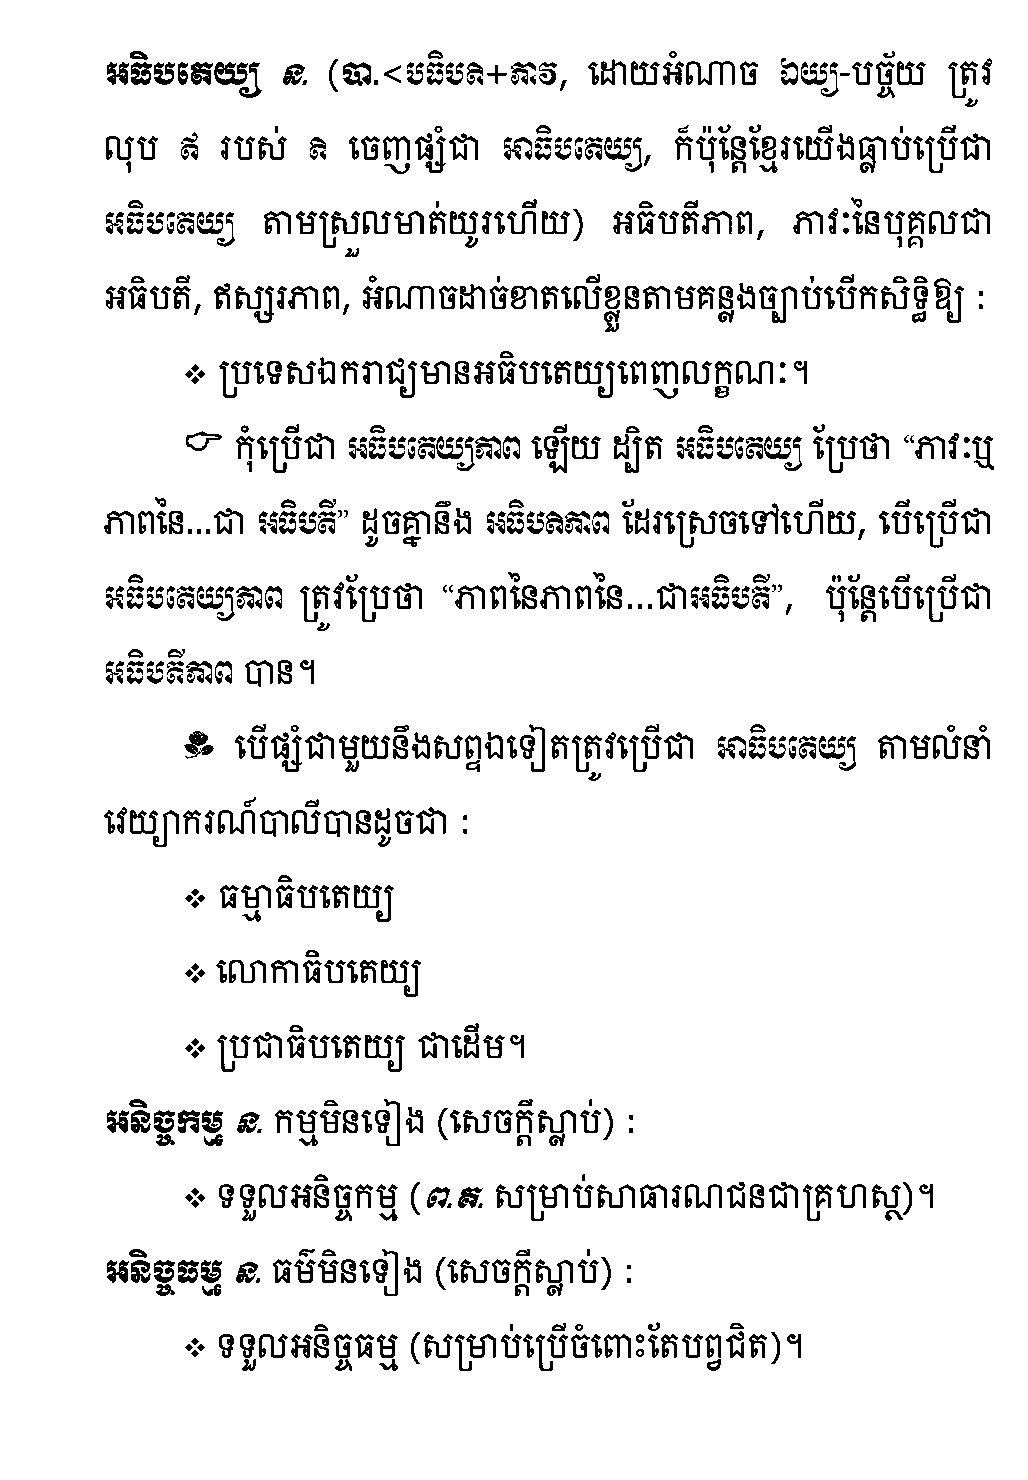 អធិបតេយ្យ ន. (បា.<បធិបតិ+ភាវ, ដោយអំណាច ឯយ្យ-បច្ច័យ ត្រូវ
លុប ឥ របស់ តិ ចេញផ្សំជា អាធិបតេយ្យ, ក៏ប៉ុន្តែខ្មែរយើងធ្លាប់ប្រើជា
អធិបតេយ្យ តាមស្រួលមាត់យូរហើយ) អធិបតីភាព, ភាវៈនៃបុគ្គលជា
អធិបតី, ឥស្សរភាព, អំណាចដាច់ខាតលើខ្លួនតាមគន្លងច្បាប់បើកសិទ្ធិឱ្យ :
❖ ប្រទេសឯករាជ្យមានអធិបតេយ្យពេញលក្ខណៈ។
☞ កុំប្រើជា អធិបតេយ្យភាព ឡើយ ដ្បិត អធិបតេយ្យ ប្រែថា “ភាវៈឬ
ភាពនៃ...ជា អធិបតី” ដូចគ្នានឹង អធិបតិភាព ដែរស្រេចទៅហើយ, បើប្រើជា
អធិបតេយ្យភាព ត្រូវប្រែថា “ភាពនៃភាពនៃ...ជាអធិបតី”, ប៉ុន្តែបើប្រើជា
អធិបតីភាព បាន។
បើផ្សំជាមួយនឹងសព្ទឯទៀតត្រូវប្រើជា អាធិបតេយ្យ តាមលំនាំ
វេយ្យាករណ៍បាលីបានដូចជា :
❖ ធម្មាធិបតេយ្យ
❖ លោកាធិបតេយ្យ
❖ ប្រជាធិបតេយ្យ ជាដើម។
អនិច្ចកម្ម ន. កម្មមិនទៀង (សេចក្ដីស្លាប់) :
❖ ទទួលអនិច្ចកម្ម (ព.ត. សម្រាប់សាធារណជនជាគ្រហស្ថ)។
អនិច្ចធម្ម ន. ធម៌មិនទៀង (សេចក្ដីស្លាប់) :
❖ ទទួលអនិច្ចធម្ម (សម្រាប់ប្រើចំពោះតែបព្វជិត)។